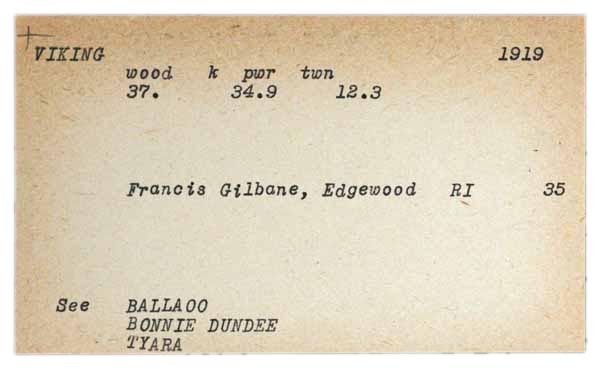 VIKING 1919
wood k pwr twn
37. 34.9 12.3
Francis Gilbane, Edgewood RI 35
See BALLAOO
BONNIE DUNDEE
TYARA